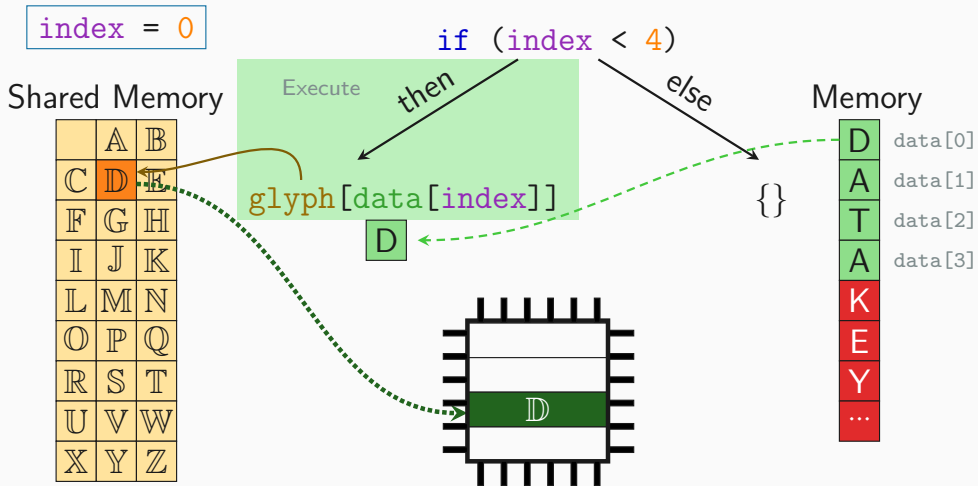 index = 0
if (index < 4)
Execute
then
else
Shared Memory
𝔸 𝔹
ℂ 𝔻 𝔼
𝔽 𝔾 ℍ
𝕀 𝕁 𝕂
𝕃 𝕄 ℕ
𝕆 ℙ ℚ
ℝ 𝕊 𝕋
𝕌 𝕍 𝕎
𝕏 𝕐 ℤ
glyph[data[index]]
D
{}
𝔻
Memory
D data[0]
A data[1]
T data[2]
A data[3]
K
E
Y
...